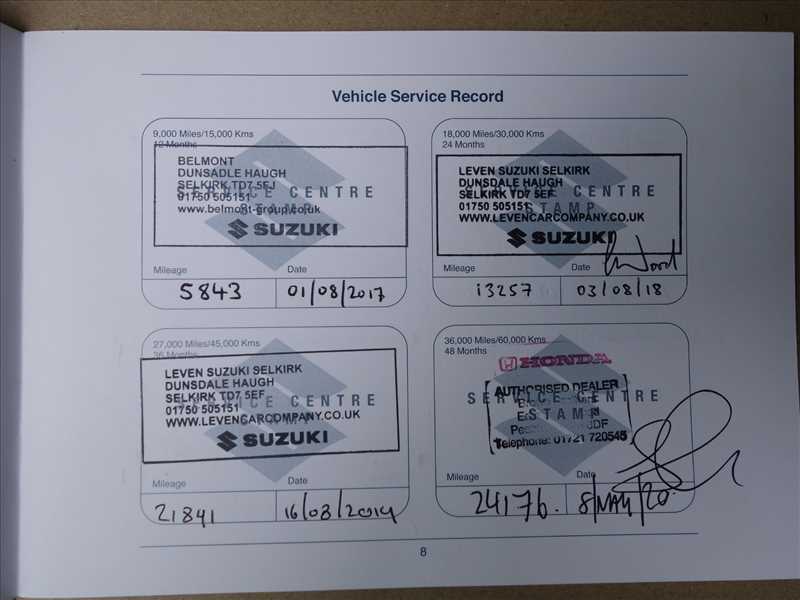 Vehicle Service Record
9,000 Miles/15,000 Kms
12 Months
BELMONT
DUNSADLE HAUGH
SELKIRK TD7 5EJ
01750 505151
www.belmont-group.co.uk
SERVICE CENTRE
STAMP
SUZUKI
Mileage Date
5843 01/08/2017
18,000 Miles/30,000 Kms
24 Months
LEVEN SUZUKI SELKIRK
DUNSDALE HAUGH
SELKIRK TD7 5EF
01750 505151
WWW.LEVENCARCOMPANY.CO.UK
SERVICE CENTRE
STAMP
SUZUKI
Mileage Date
13257 03/08/18
27,000 Miles/45,000 Kms
36 Months
LEVEN SUZUKI SELKIRK
DUNSDALE HAUGH
SELKIRK TD7 5EF
01750 505151
WWW.LEVENCARCOMPANY.CO.UK
SERVICE CENTRE
STAMP
SUZUKI
Mileage Date
21841 16/08/2019
36,000 Miles/60,000 Kms
48 Months
HONDA
AUTHORISED DEALER
SERVICE CENTRE
STAMP
Telephone: 01721 720545
Mileage Date
24176. 8/MAY/20
8